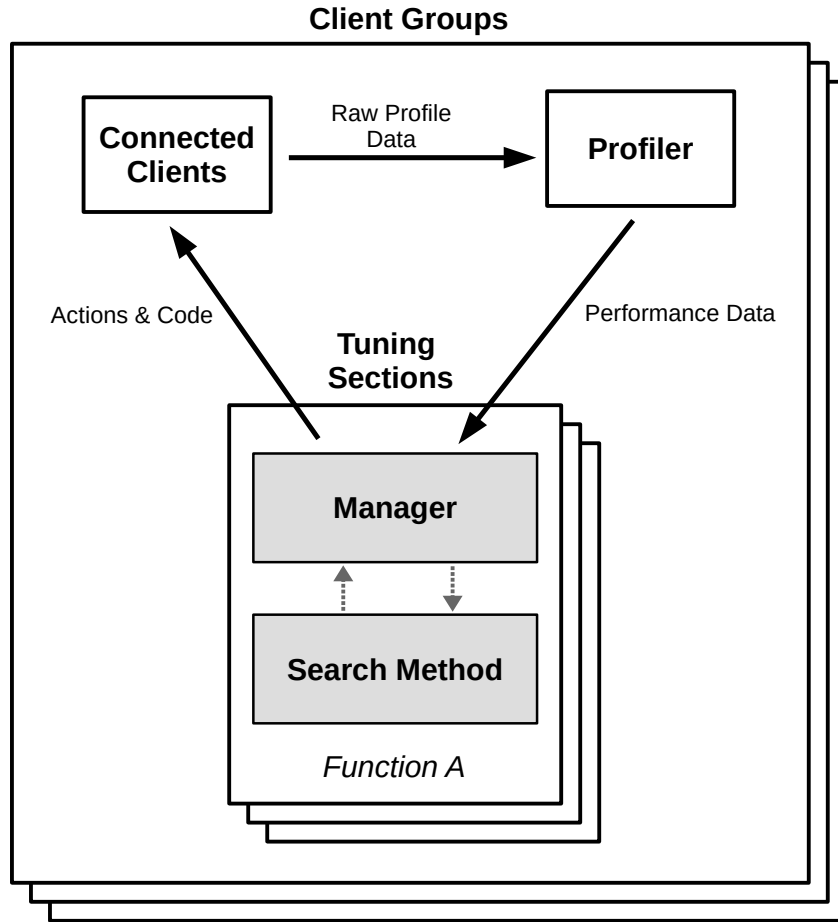 Client Groups
Connected
Clients
Raw Profile
Data
Profiler
Actions & Code
Performance Data
Tuning
Sections
Manager
Search Method
Function A